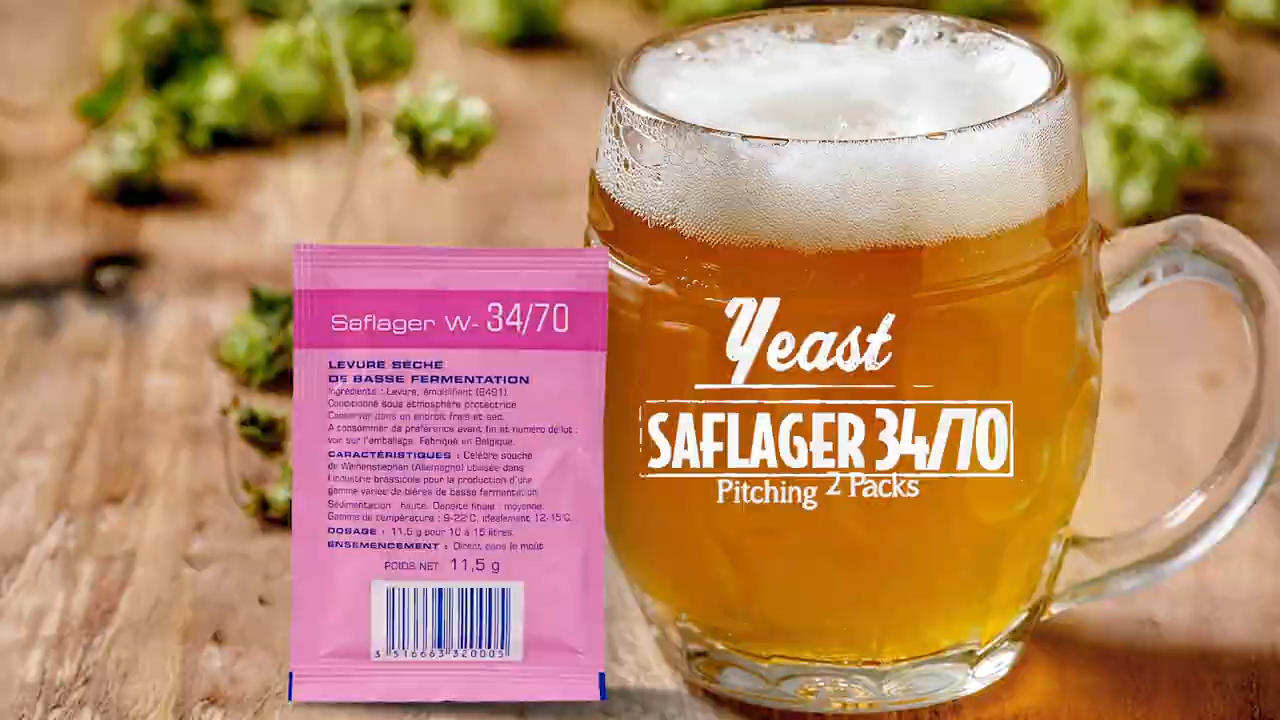 Saflager W- 34/70
LEVURE SECHE
DE BASSE FERMENTATION
Ingrédients : Levure, émulsifiant (E491)
Conditionné sous atmosphère protectrice
Conserver dans un endroit frais et sec.
A consommer de préférence avant fin et numéro de lot :
voir sur l'emballage. Fabriqué en Belgique.
CARACTÉRISTIQUES : Célèbre souche
de Weihenstephan (Allemagne) utilisée dans
l'industrie brassicole pour la production d'une
gamme variée de bières de basse fermentation.
Sédimentation : haute. Densité finale : moyenne.
Gamme de température : 9-22°C, idéalement 12-15°C.
DOSAGE : 11,5 g pour 10 à 15 litres.
ENSEMENCEMENT : Direct dans le moût
POIDS NET 11,5 g
3 516663 320005
Yeast
SAFLAGER 34/70
Pitching 2 Packs